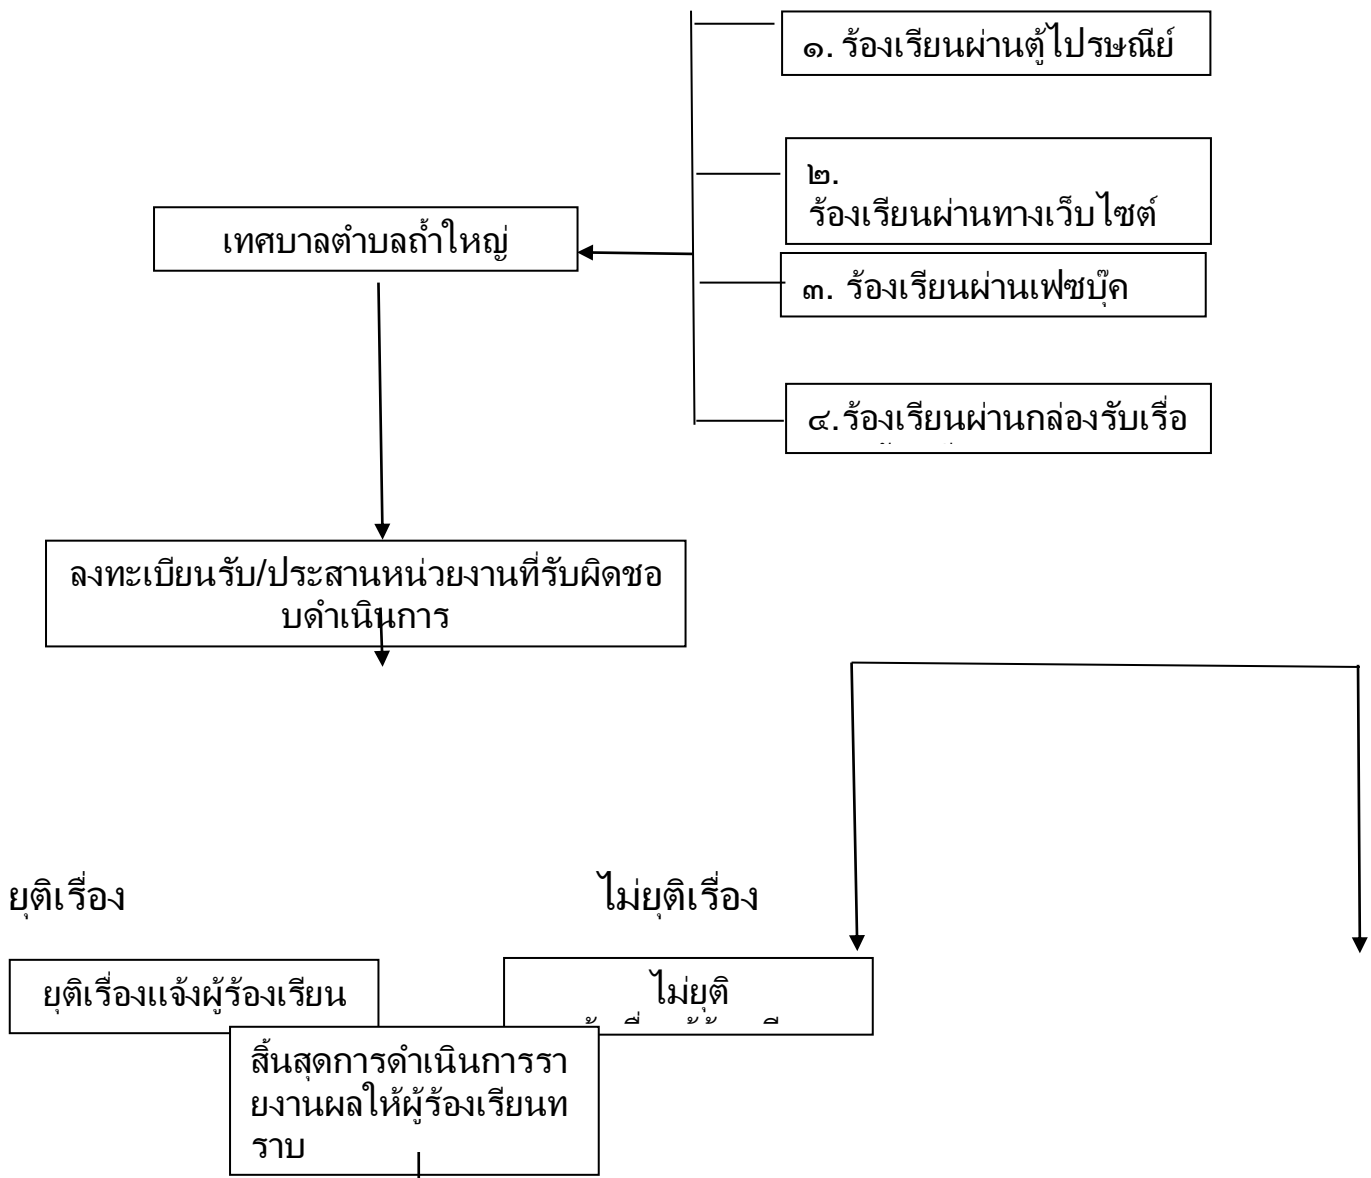 ๑. ร้องเรียนผ่านตู้ไปรษณีย์
๒.
ร้องเรียนผ่านทางเว็บไซต์
เทศบาลตำบลถ้ำใหญ่
๓. ร้องเรียนผ่านเฟซบุ๊ค
๔.ร้องเรียนผ่านกล่องรับเรื่อ
ลงทะเบียนรับ/ประสานหน่วยงานที่รับผิดชอ
บดำเนินการ
ยุติเรื่อง
ไม่ยุติเรื่อง
ยุติเรื่องแจ้งผู้ร้องเรียน
ไม่ยุติ
สิ้นสุดการดำเนินการรา
ยงานผลให้ผู้ร้องเรียนท
ราบ